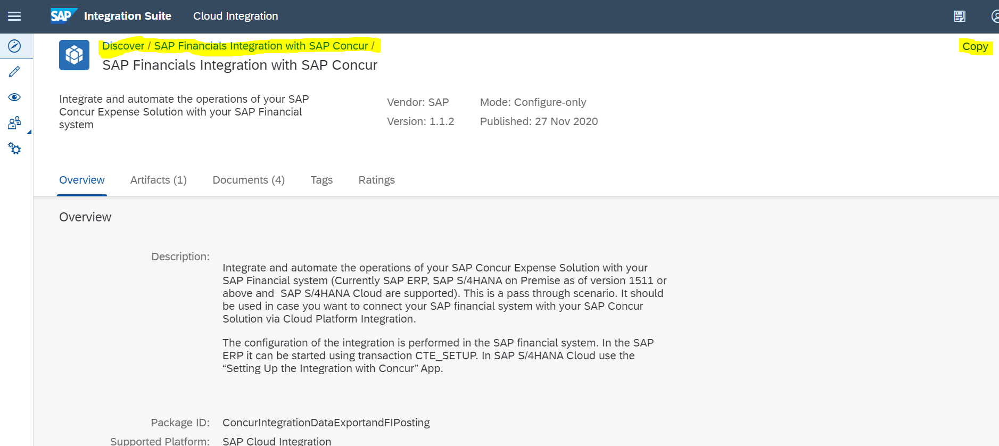 SAP Integration Suite Cloud Integration
Discover / SAP Financials Integration with SAP Concur /
Copy
SAP Financials Integration with SAP Concur
Integrate and automate the operations of your SAP
Concur Expense Solution with your SAP Financial
system
Vendor: SAP Mode: Configure-only
Version: 1.1.2 Published: 27 Nov 2020
Overview Artifacts (1) Documents (4) Tags Ratings
Overview
Description:
Integrate and automate the operations of your SAP Concur Expense Solution with your
SAP Financial system (Currently SAP ERP, SAP S/4HANA on Premise as of version 1511 or
above and  SAP S/4HANA Cloud are supported). This is a pass through scenario. It should
be used in case you want to connect your SAP financial system with your SAP Concur
Solution via Cloud Platform Integration.
The configuration of the integration is performed in the SAP financial system. In the SAP
ERP it can be started using transaction CTE_SETUP. In SAP S/4HANA Cloud use the
“Setting Up the Integration with Concur” App.
Package ID: ConcurIntegrationDataExportandFIPosting
Supported Platform: SAP Cloud Integration